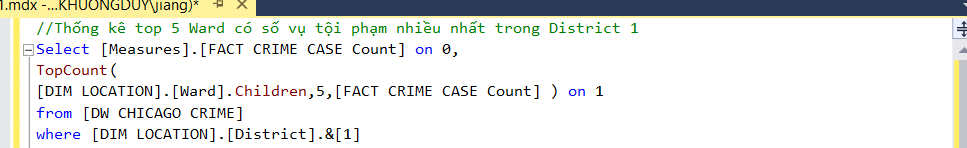 1.mdx -...KHUONGDUY\jiang)*
//Thống kê top 5 Ward có số vụ tội phạm nhiều nhất trong District 1
Select [Measures].[FACT CRIME CASE Count] on 0,
TopCount(
[DIM LOCATION].[Ward].Children,5,[FACT CRIME CASE Count] ) on 1
from [DW CHICAGO CRIME]
where [DIM LOCATION].[District].&[1]